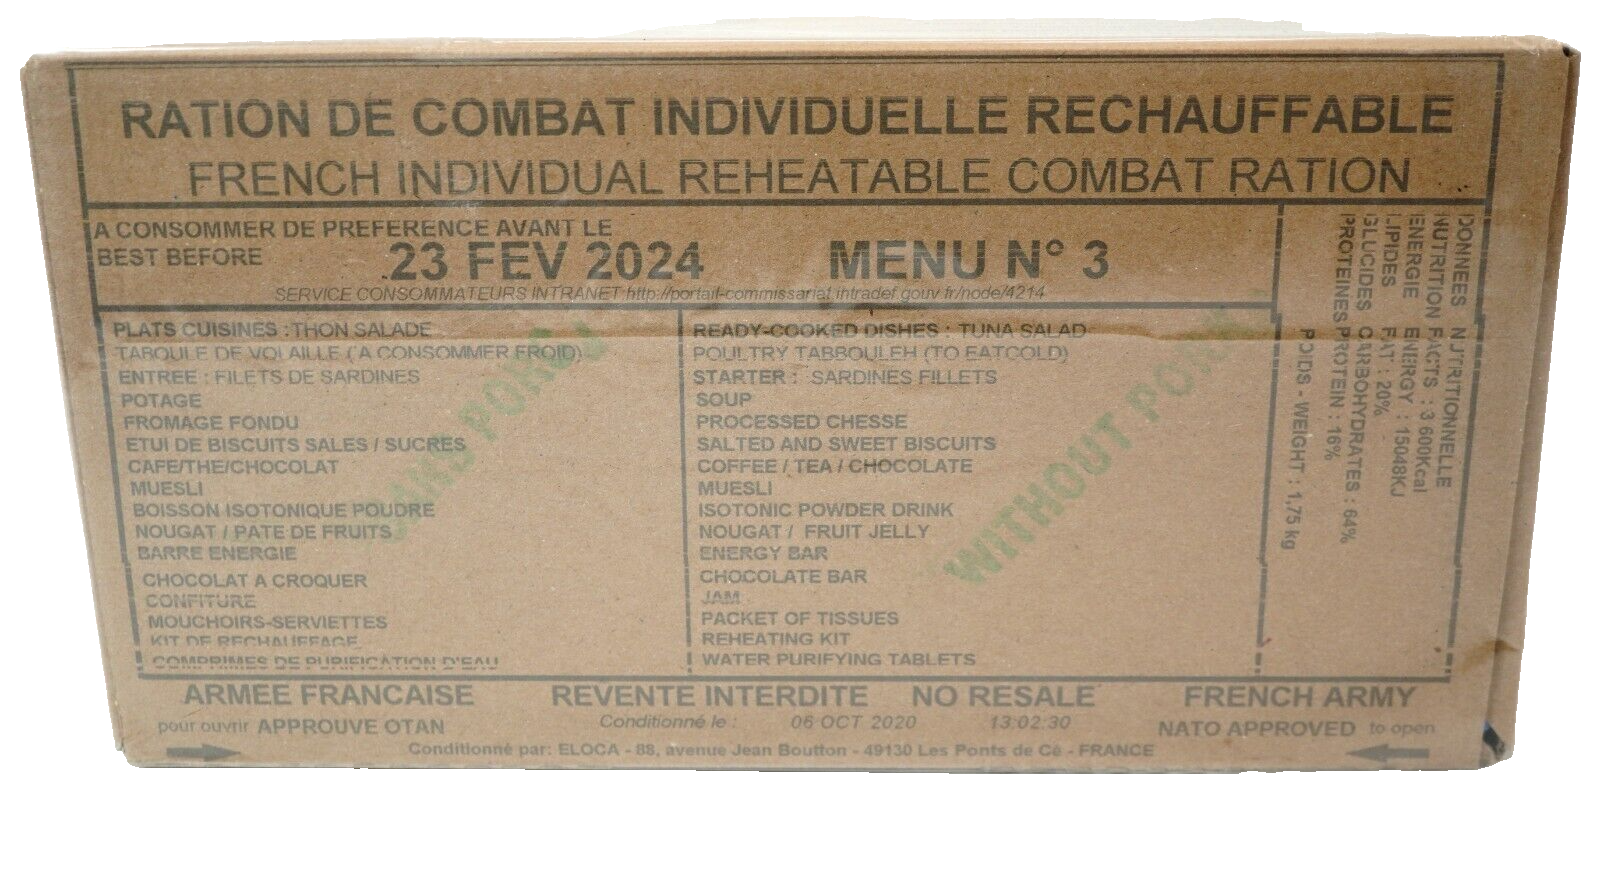 RATION DE COMBAT INDIVIDUELLE RECHAUFFABLE
FRENCH INDIVIDUAL REHEATABLE COMBAT RATION
A CONSOMMER DE PREFERENCE AVANT LE
BEST BEFORE
23 FEV 2024 MENU N° 3
SERVICE CONSOMMATEURS INTRANET http://portail-commissariat.intradef.gouv.fr/node/4214
PLATS CUISINES : THON SALADE
TABOULE DE VOLAILLE (A CONSOMMER FROID)
ENTREE : FILETS DE SARDINES
POTAGE
FROMAGE FONDU
ETUI DE BISCUITS SALES / SUCRES
CAFE/THE/CHOCOLAT
MUESLI
BOISSON ISOTONIQUE POUDRE
NOUGAT / PATE DE FRUITS
BARRE ENERGIE
CHOCOLAT A CROQUER
CONFITURE
MOUCHOIRS-SERVIETTES
KIT DE RECHAUFFAGE
COMPRIMES DE PURIFICATION D'EAU
SANS PORC
READY-COOKED DISHES : TUNA SALAD
POULTRY TABBOULEH (TO EATCOLD)
STARTER : SARDINES FILLETS
SOUP
PROCESSED CHESSE
SALTED AND SWEET BISCUITS
COFFEE / TEA / CHOCOLATE
MUESLI
ISOTONIC POWDER DRINK
NOUGAT / FRUIT JELLY
ENERGY BAR
CHOCOLATE BAR
JAM
PACKET OF TISSUES
REHEATING KIT
WATER PURIFYING TABLETS
WITHOUT PORK
DONNEES NUTRITIONNELLE
NUTRITION FACTS : 3 600Kcal
ENERGIE ENERGY : 15048KJ
LIPIDES FAT : 20%
GLUCIDES CARBOHYDRATES : 64%
PROTEINES PROTEIN : 16%
POIDS - WEIGHT : 1,75 kg
ARMEE FRANCAISE REVENTE INTERDITE NO RESALE FRENCH ARMY
pour ouvrir APPROUVE OTAN Conditionné le : 06 OCT 2020 13:02:30 NATO APPROVED to open
Conditionné par: ELOCA - 88, avenue Jean Boutton - 49130 Les Ponts de Cé - FRANCE